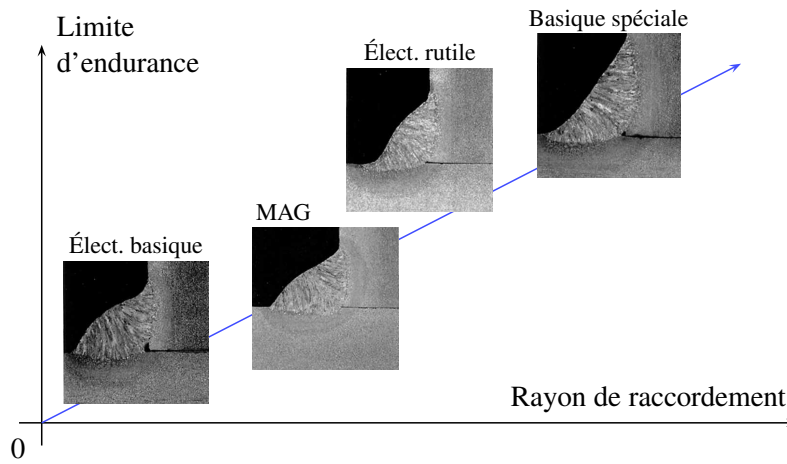 Limite
d’endurance
Basique spéciale
Élect. rutile
MAG
Élect. basique
Rayon de raccordement
0